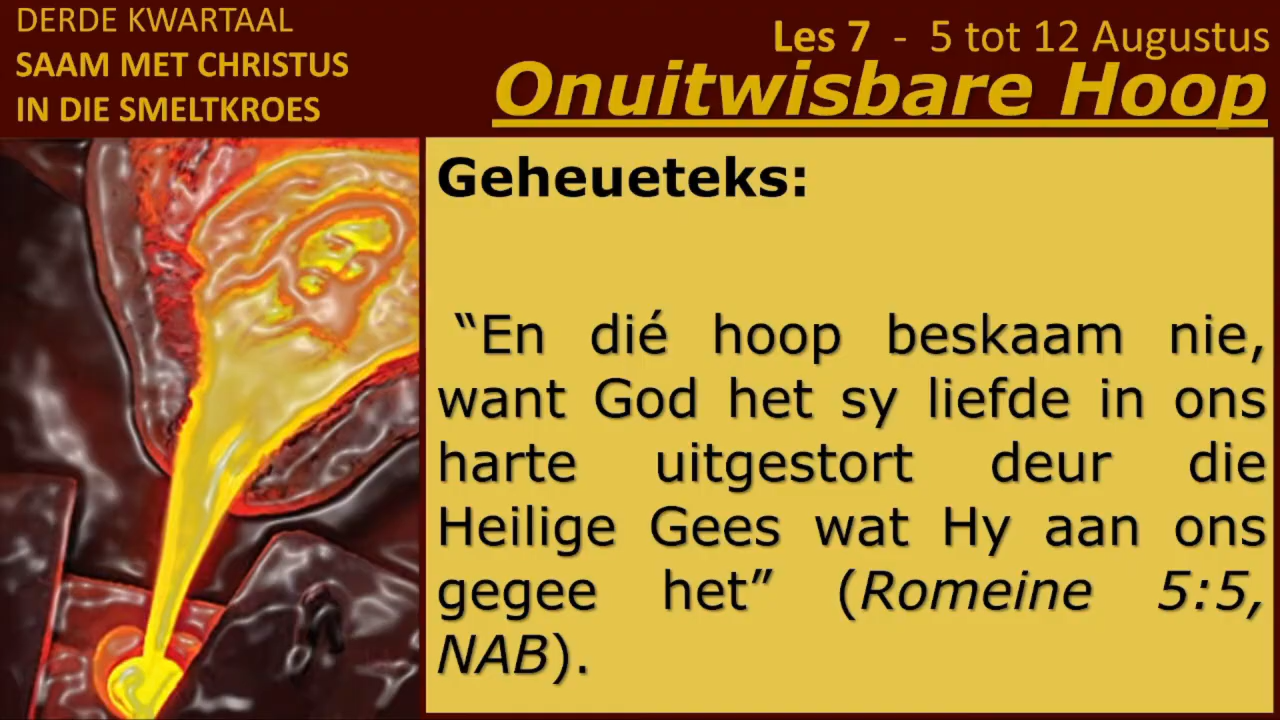 DERDE KWARTAAL
SAAM MET CHRISTUS
IN DIE SMELTKROES
Les 7 - 5 tot 12 Augustus
Onuitwisbare Hoop
Geheueteks:
“En dié hoop beskaam nie,
want God het sy liefde in ons
harte uitgestort deur die
Heilige Gees wat Hy aan ons
gegee het” (Romeine 5:5,
NAB).